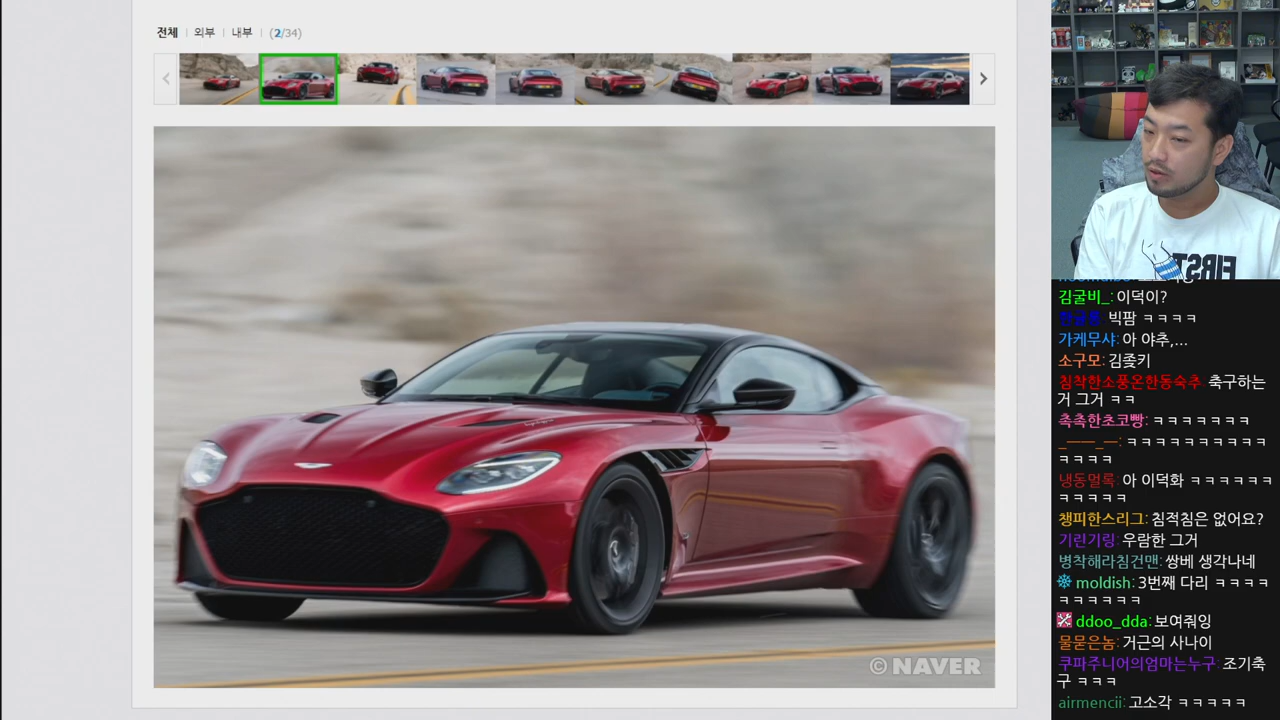 전체 | 외부 | 내부 | (2/34)
© NAVER
FIRST
김굴비_: 이덕이?
빅팜 ㅋㅋㅋㅋ
가케무샤: 아 야추,...
소구모: 김좆키
침착한소풍온한동숙추: 축구하는
거 그거 ㅋㅋ
촉촉한초코빵: ㅋㅋㅋㅋㅋㅋㅋ
_ㅡㅡ_ㅡ: ㅋㅋㅋㅋㅋㅋㅋㅋㅋㅋ
ㅋㅋㅋㅋ
냉동멀록: 아 이덕화 ㅋㅋㅋㅋㅋㅋ
ㅋㅋㅋㅋㅋ
챙피한스리그: 침적침은 없어요?
기린기링: 우람한 그거
병착해라침건맨: 쌍베 생각나네
moldish: 3번째 다리 ㅋㅋㅋㅋ
ㅋㅋㅋㅋㅋㅋ
ddoo_dda: 보여줘잉
물묻은놈: 거근의 사나이
쿠파주니어의엄마는누구: 조기축
구 ㅋㅋㅋ
airmencii: 고소각 ㅋㅋㅋㅋㅋ